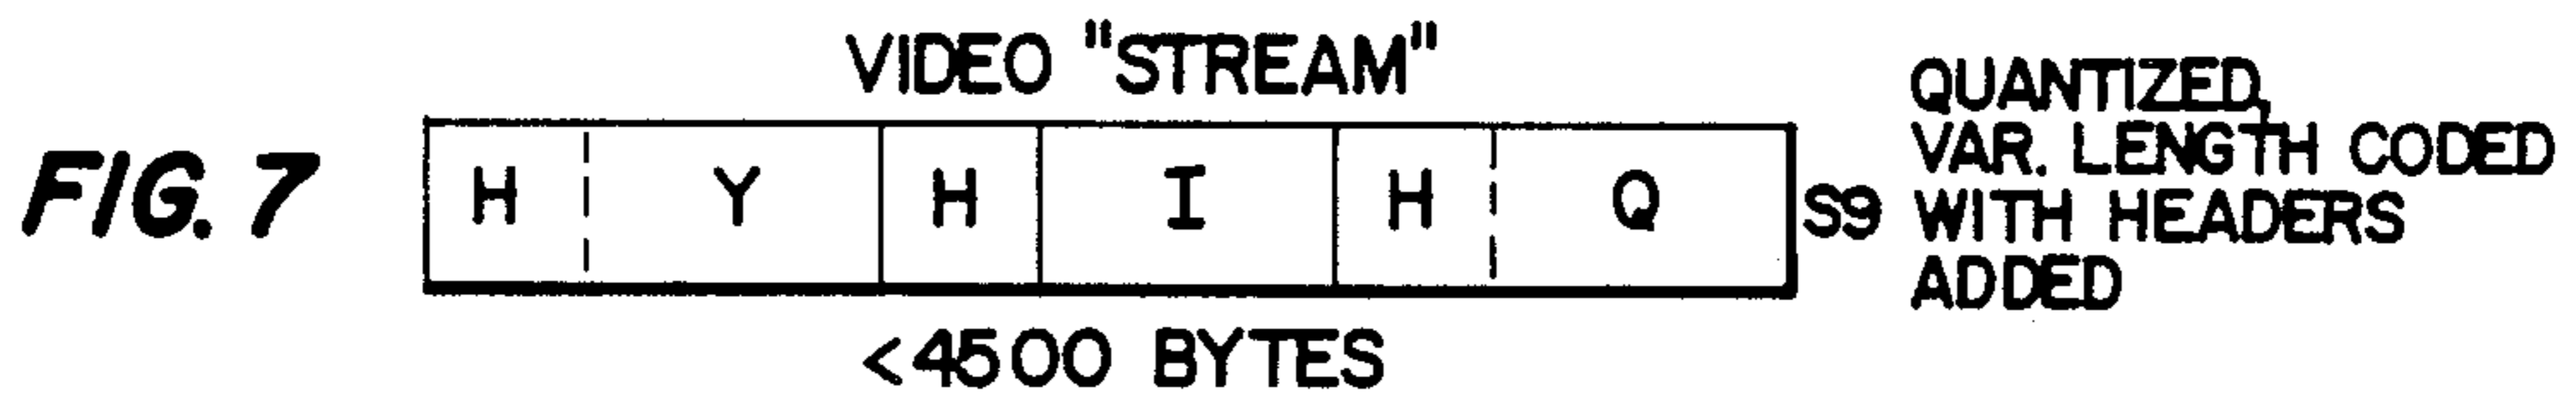 VIDEO "STREAM"
FIG. 7
H Y H I H Q
S9
QUANTIZED,
VAR. LENGTH CODED
WITH HEADERS
ADDED
<4500 BYTES